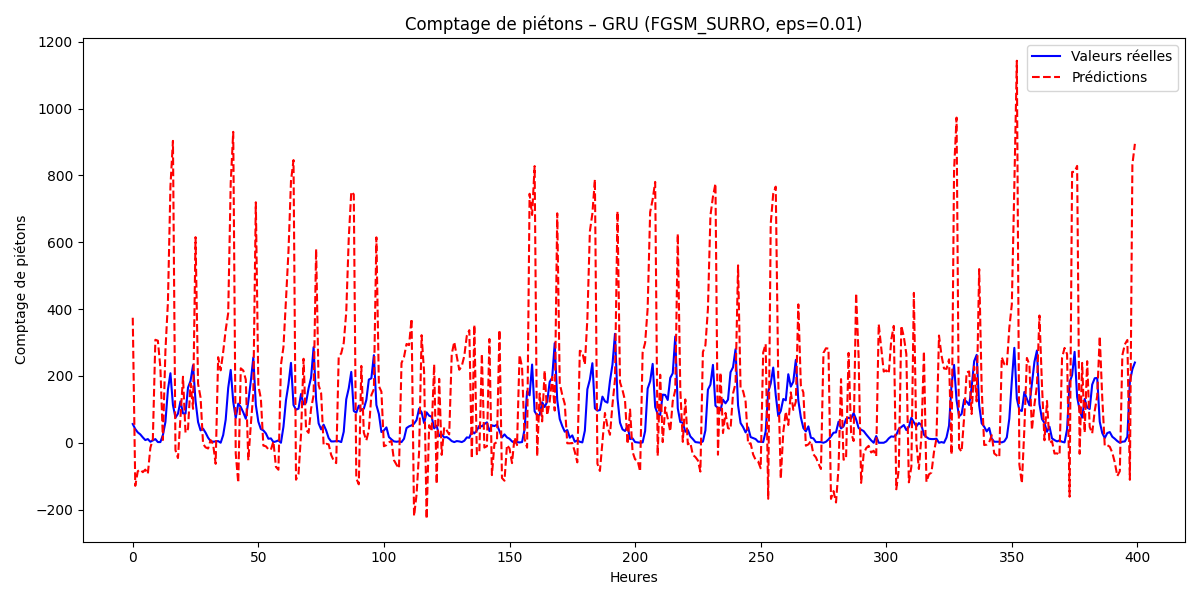 Comptage de piétons – GRU (FGSM_SURRO, eps=0.01)
Valeurs réelles
Prédictions
Comptage de piétons
1200
1000
800
600
400
200
0
−200
0 50 100 150 200 250 300 350 400
Heures